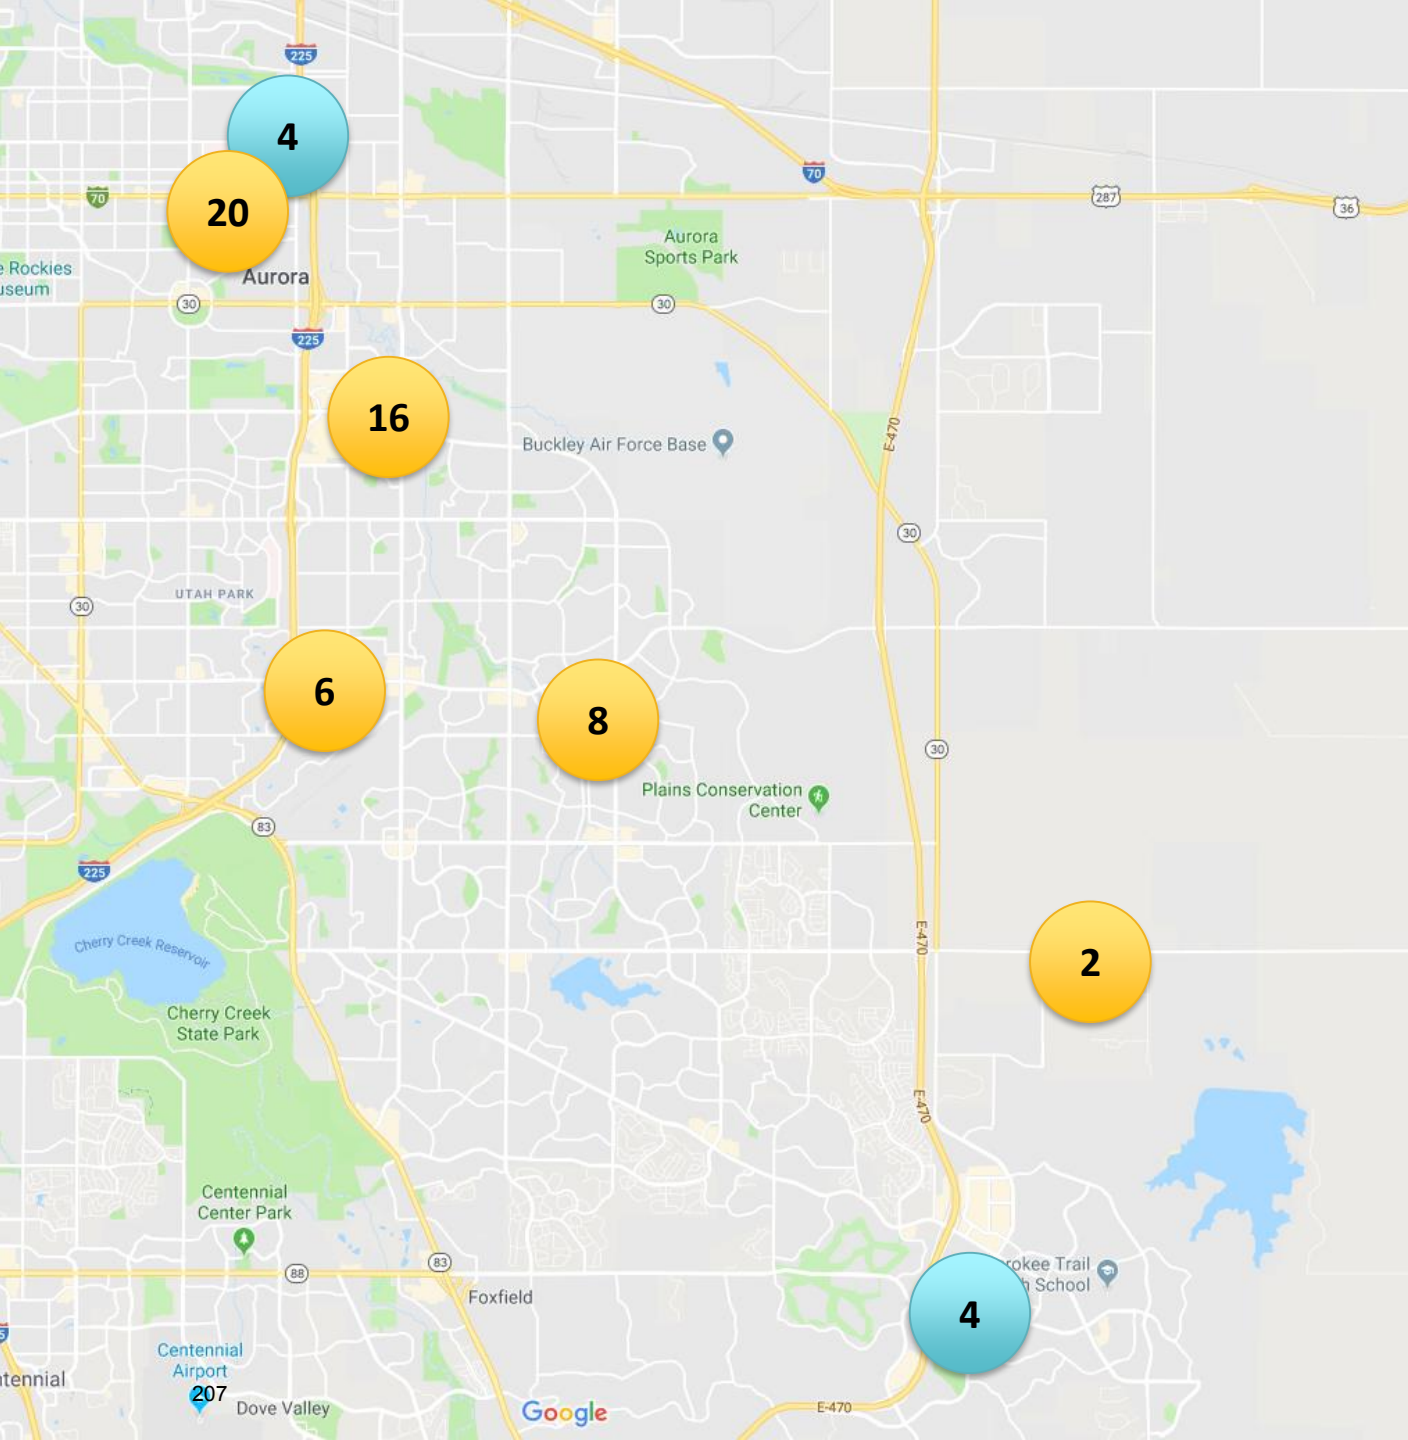 225
4
70
20
70
287
36
Aurora
Sports Park
e Rockies
useum
Aurora
30
30
225
16
Buckley Air Force Base
E-470
30
UTAH PARK
30
6
8
30
Plains Conservation
Center
83
225
Cherry Creek Reservoir
E-470
2
Cherry Creek
State Park
E-470
Centennial
Center Park
83
88
rokee Trail
h School
Foxfield
4
5
Centennial
Airport
ntennial
207
Dove Valley
Google
E-470